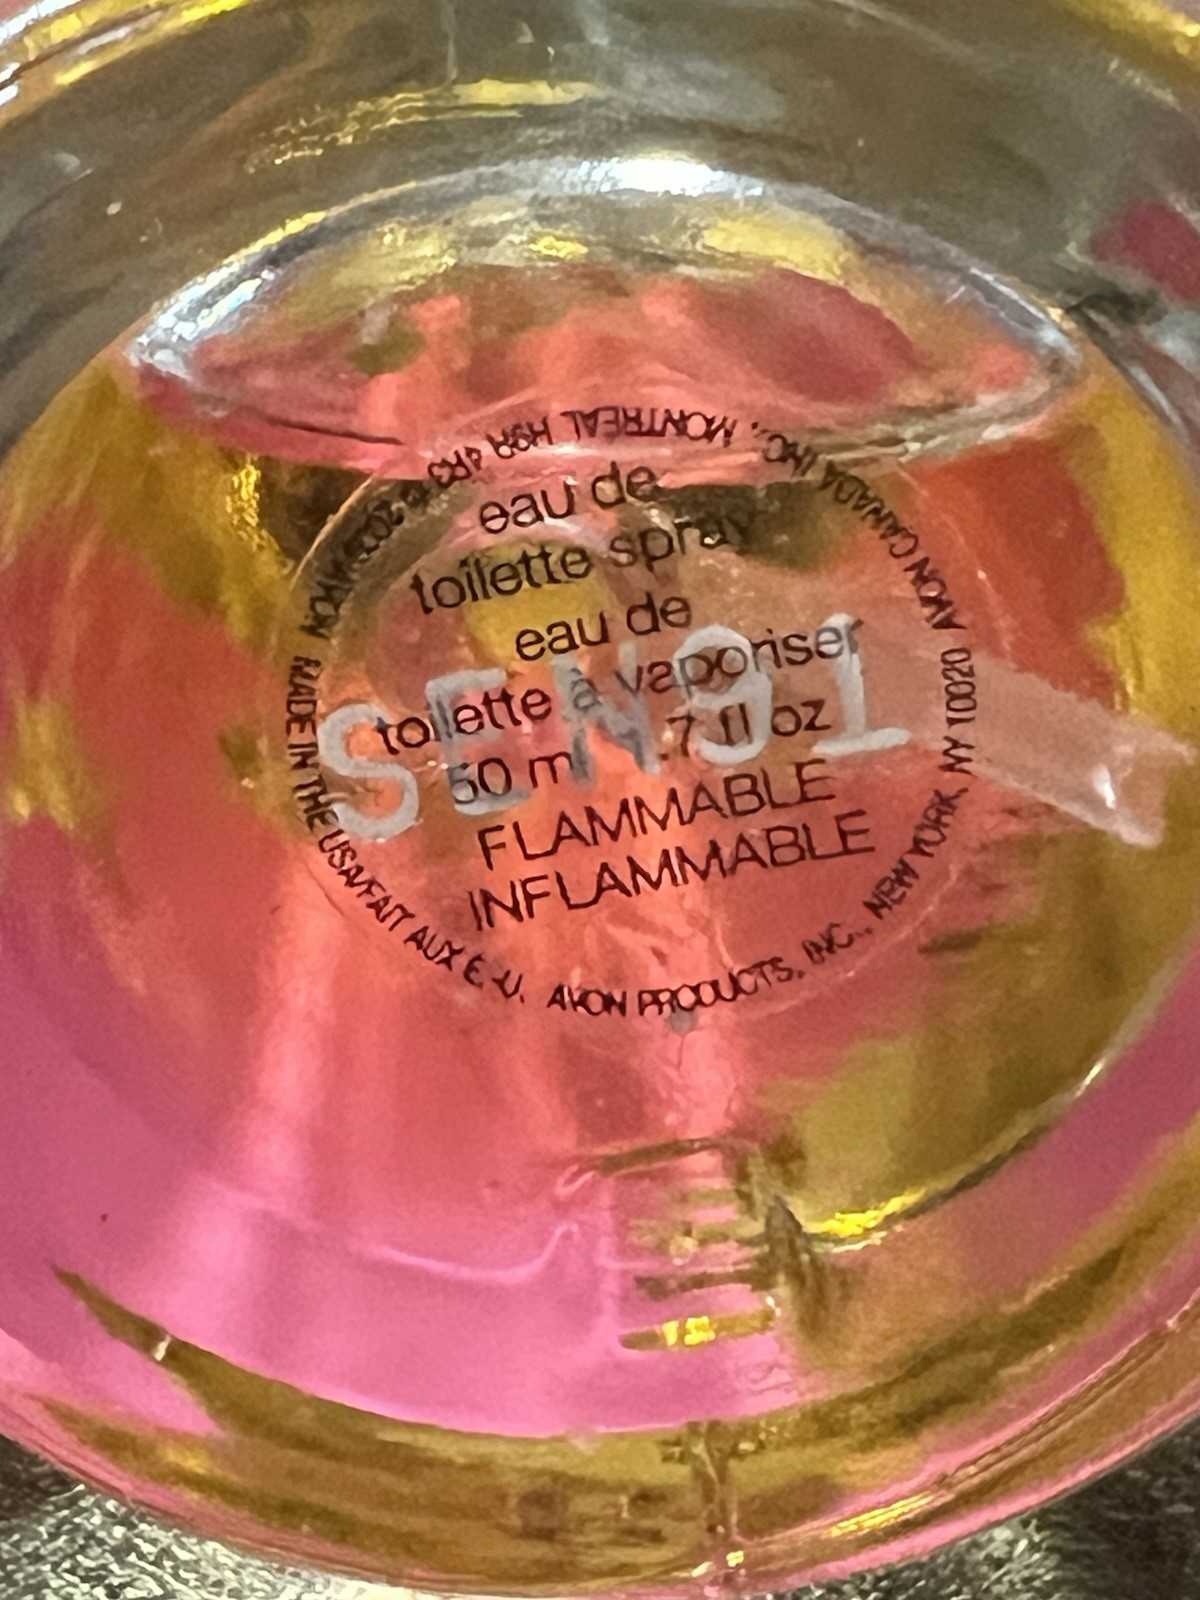 eau de
toilette spray
eau de
toilette à vaporiser
50 ml 1.7 fl oz
FLAMMABLE
INFLAMMABLE
SEN91
MADE IN THE USA/FAIT AUX É.-U. AVON PRODUCTS, INC., NEW YORK, NY 10020 AVON CANADA INC., MONTREAL H9R 4R3
AVON